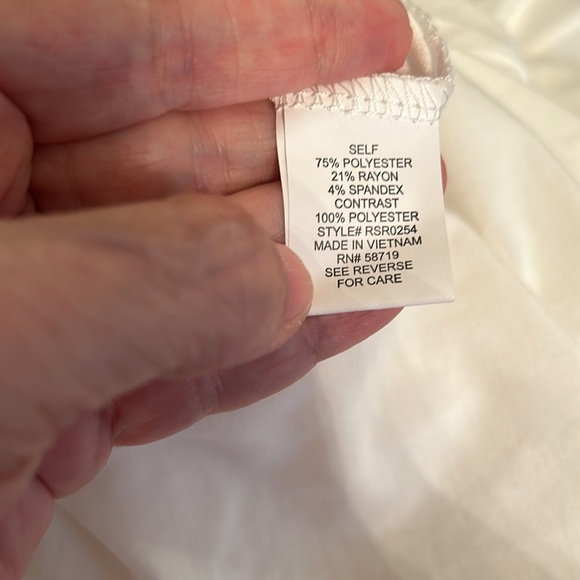 SELF
75% POLYESTER
21% RAYON
4% SPANDEX
CONTRAST
100% POLYESTER
STYLE# RSR0254
MADE IN VIETNAM
RN# 58719
SEE REVERSE
FOR CARE